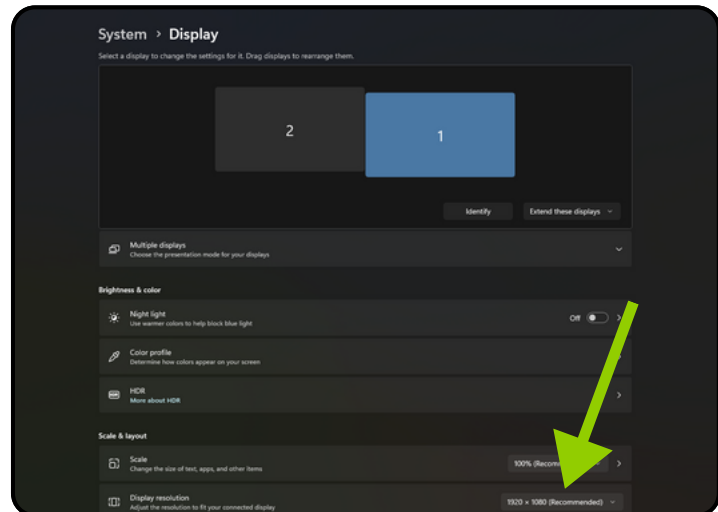 System > Display
Select a display to change the settings for it. Drag displays to rearrange them.
2
1
Identify
Extend these displays
Multiple displays
Choose the presentation mode for your displays
Brightness & color
Night light
Use warmer colors to help block blue light
Off
Color profile
Determine how colors appear on your screen
HDR
HDR
More about HDR
Scale & layout
Scale
Change the size of text, apps, and other items
100%
Display resolution
Adjust the resolution to fit your connected display
1920 × 1080 (Recommended)